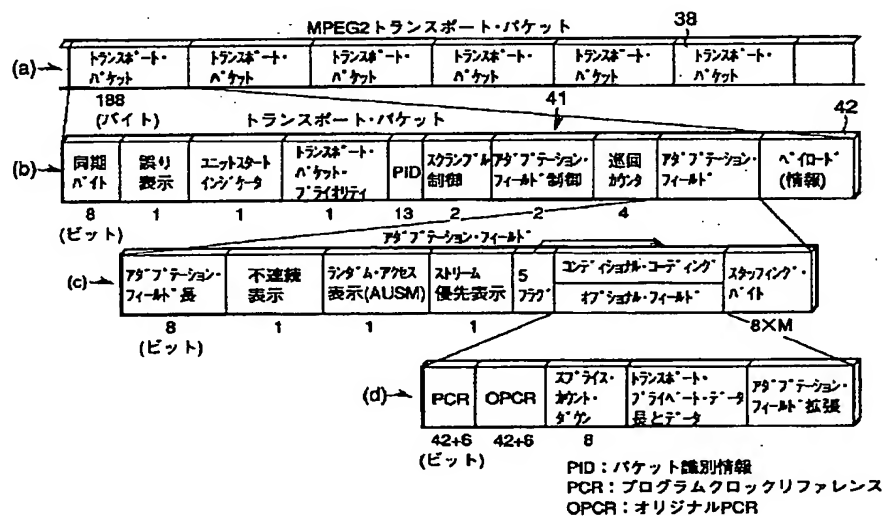 MPEG2トランスポート・パケット
38
(a)
トランスポート・パケット
トランスポート・パケット
トランスポート・パケット
トランスポート・パケット
トランスポート・パケット
トランスポート・パケット
188
(バイト)
トランスポート・パケット
41
42
(b)
同期バイト
誤り表示
ユニットスタートインジケータ
トランスポート・パケット・プライオリティ
PID
スクランブル制御
アダプテーション・フィールド制御
巡回カウンタ
アダプテーション・フィールド
ペイロード(情報)
8 1 1 1 13 2 2 4
(ビット)
アダプテーション・フィールド
(c)
アダプテーション・フィールド長
不連続表示
ランダム・アクセス表示(AUSM)
ストリーム優先表示
5フラグ
コンディショナル・コーディング
オプショナル・フィールド
スタッフィング・バイト
8 1 1 1 8×M
(ビット)
(d)
PCR
OPCR
スプライス・カウント・ダウン
トランスポート・プライベート・データ長とデータ
アダプテーション・フィールド拡張
42+6 42+6 8
(ビット)
PID：パケット識別情報
PCR：プログラムクロックリファレンス
OPCR：オリジナルPCR